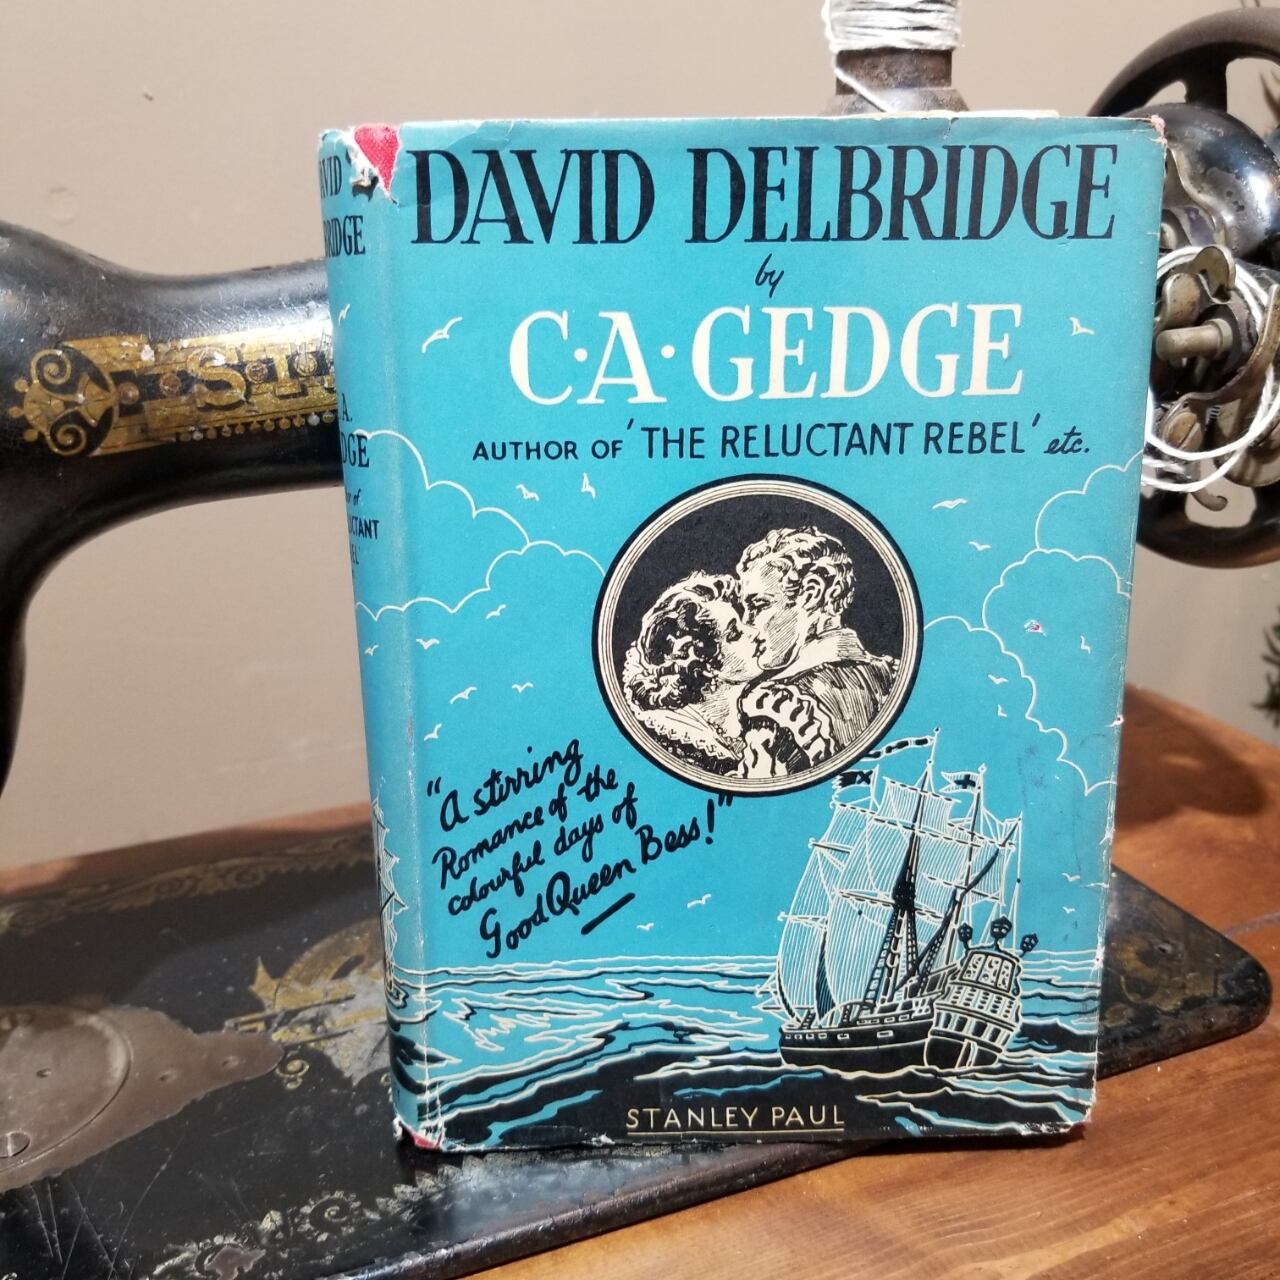 DAVID DELBRIDGE
by
C·A·GEDGE
AUTHOR OF 'THE RELUCTANT REBEL' etc.
"A stirring
Romance of the
colourful days of
Good Queen Bess!"
STANLEY PAUL